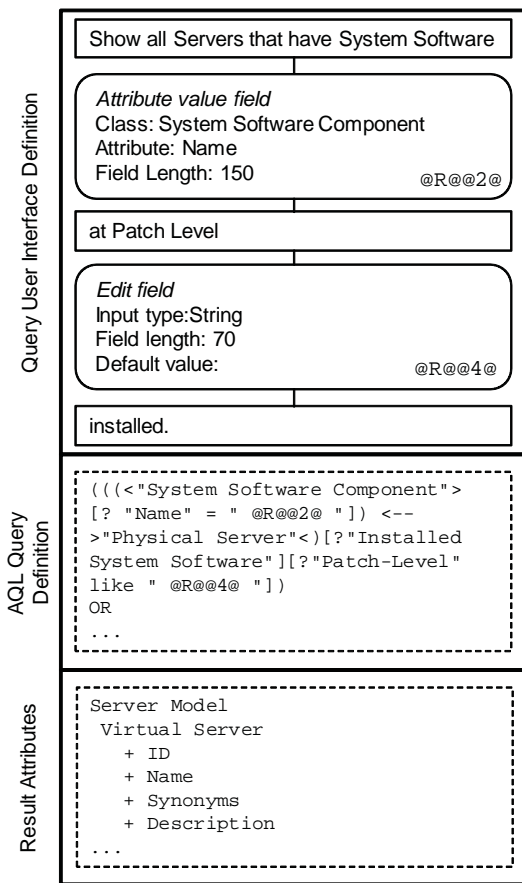 Query User Interface Definition
Show all Servers that have System Software
Attribute value field
Class: System Software Component
Attribute: Name
Field Length: 150
@R@@2@
at Patch Level
Edit field
Input type:String
Field length: 70
Default value:
@R@@4@
installed.
AQL Query
Definition
(((<"System Software Component">
[? "Name" = " @R@@2@ "]) <--
>"Physical Server"<)[?"Installed
System Software"][?"Patch-Level"
like " @R@@4@ "])
OR
...
Result Attributes
Server Model
Virtual Server
+ ID
+ Name
+ Synonyms
+ Description
...